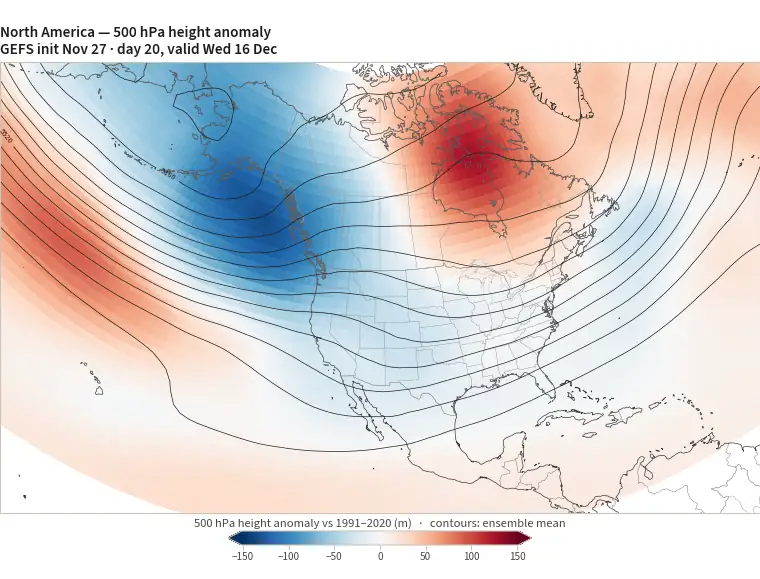 North America — 500 hPa height anomaly
GEFS init Nov 27 · day 20, valid Wed 16 Dec
500 hPa height anomaly vs 1991–2020 (m) · contours: ensemble mean
−150 −100 −50 0 50 100 150